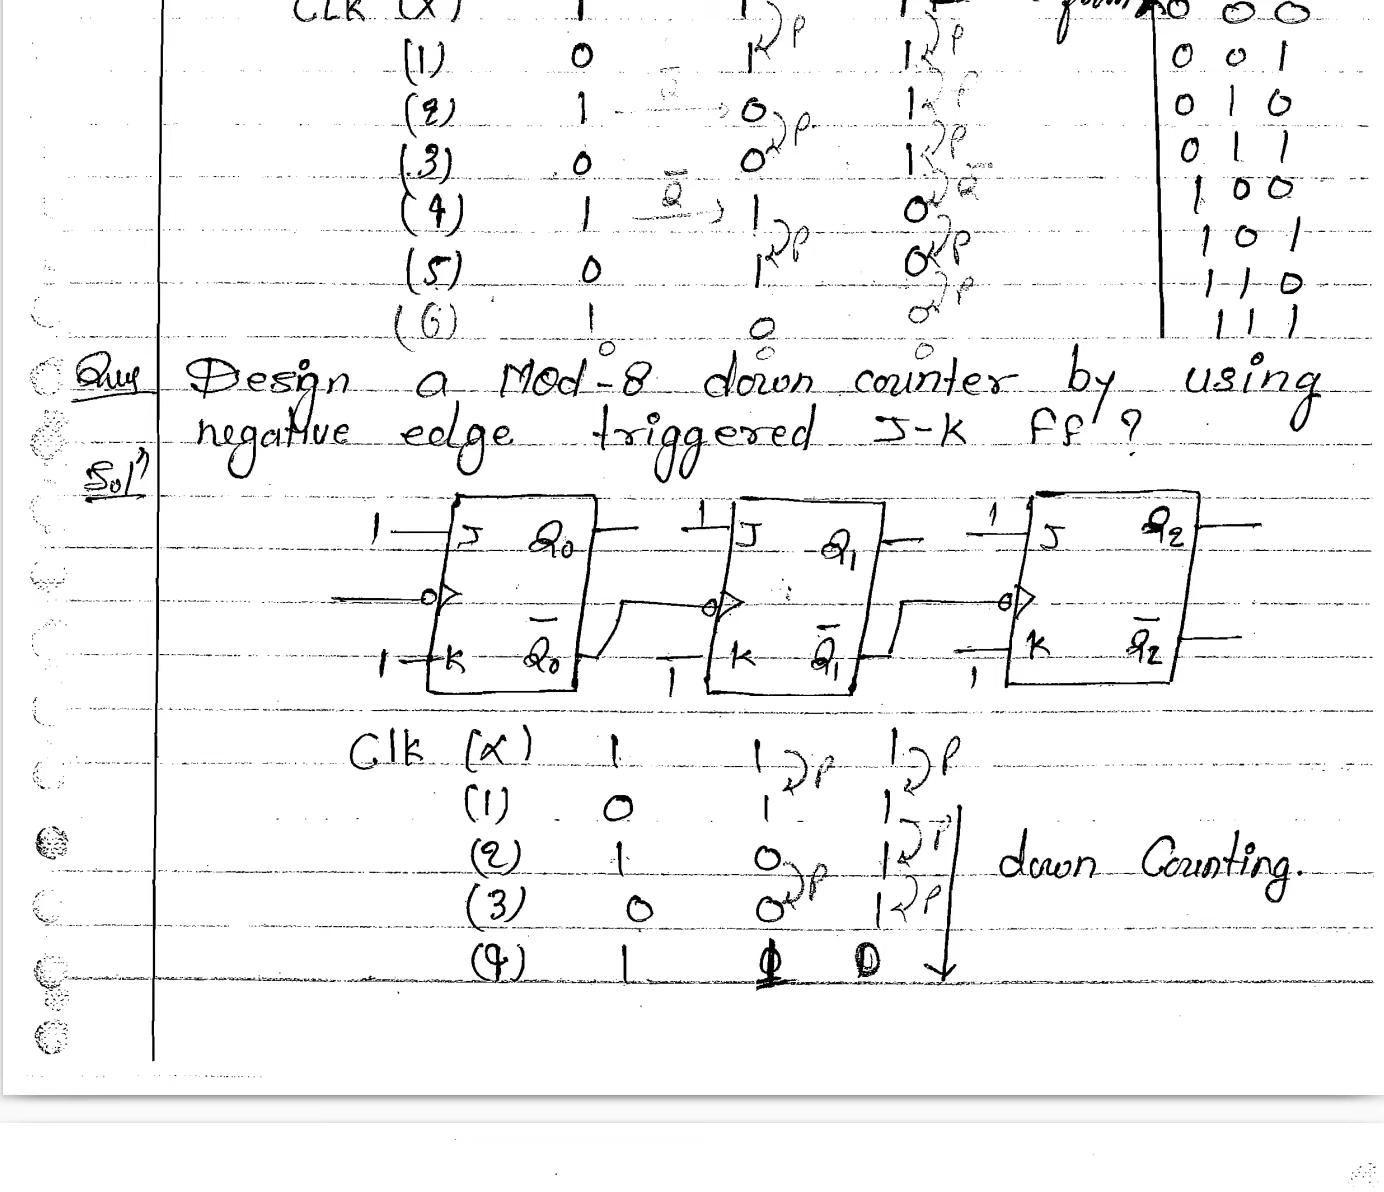 CLK (X) 1 1 1 0 0 0
P P
(1) 0 1 1 0 0 1
(2) 1 Q̅ 0 1 P 0 1 0
P P
(3) 0 0 1 Q̅ 0 1 1
(4) 1 Q̅ 1 0 1 0 0
P P
(5) 0 1 0 1 0 1
P 1 1 0
(6) 1 0 0 1 1 1
0 0 0
Ques Design a Mod-8 down counter by using
negative edge triggered J-K ff ?
Solⁿ
1 J Q₀ 1 J Q₁ 1 J Q₂
1 K Q̅₀ 1 K Q̅₁ 1 K Q̅₂
Clk (X) 1 1 P 1 P
(1) 0 1 1
P
(2) 1 0 P 1 down Counting.
(3) 0 0 1 P
(4) 1 1 0